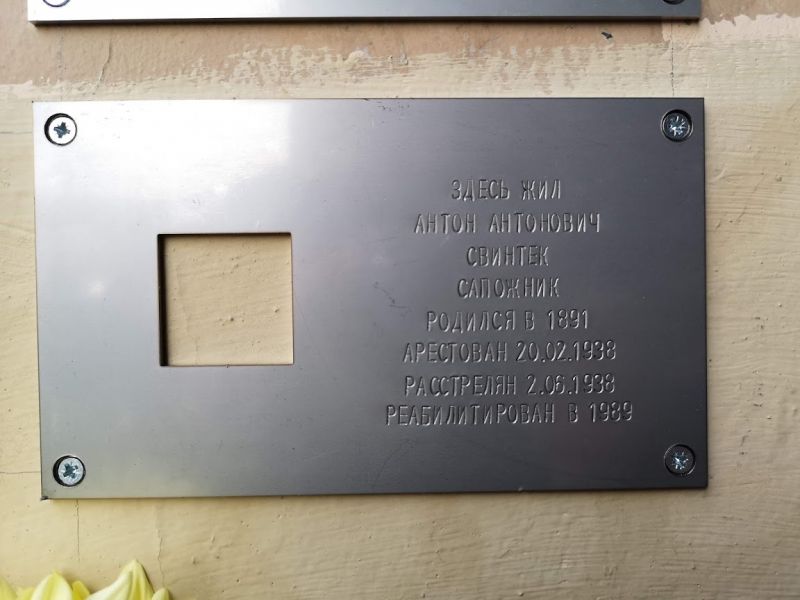 ЗДЕСЬ ЖИЛ
АНТОН АНТОНОВИЧ
СВИНТЕК
САПОЖНИК
РОДИЛСЯ В 1891
АРЕСТОВАН 20.02.1938
РАССТРЕЛЯН 2.06.1938
РЕАБИЛИТИРОВАН В 1989